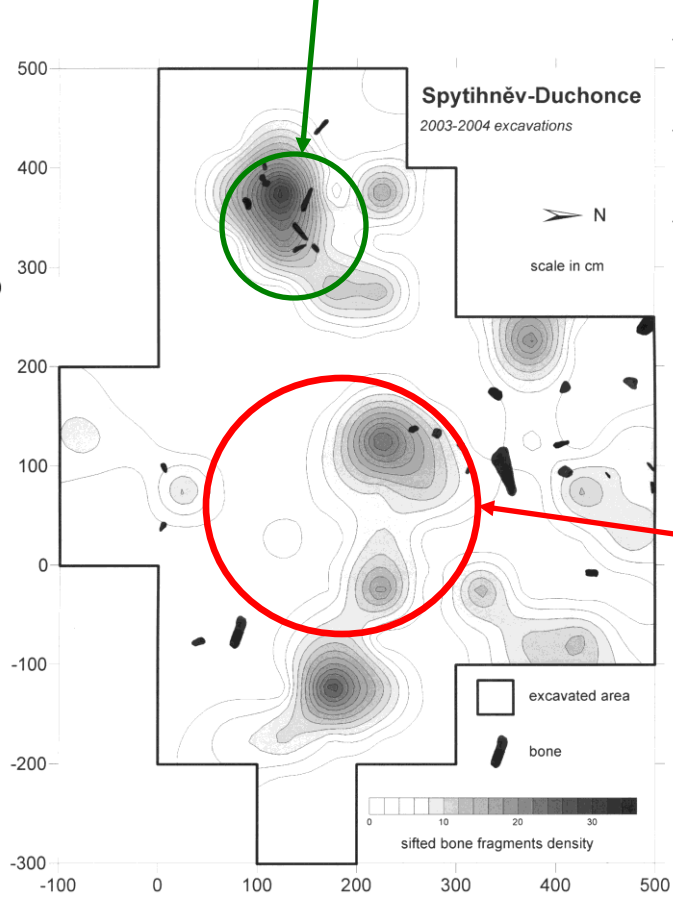 Spytihněv-Duchonce
2003-2004 excavations
N
scale in cm
500
400
300
200
100
0
-100
-200
-300
excavated area
bone
0 10 20 30
sifted bone fragments density
-100 0 100 200 300 400 500